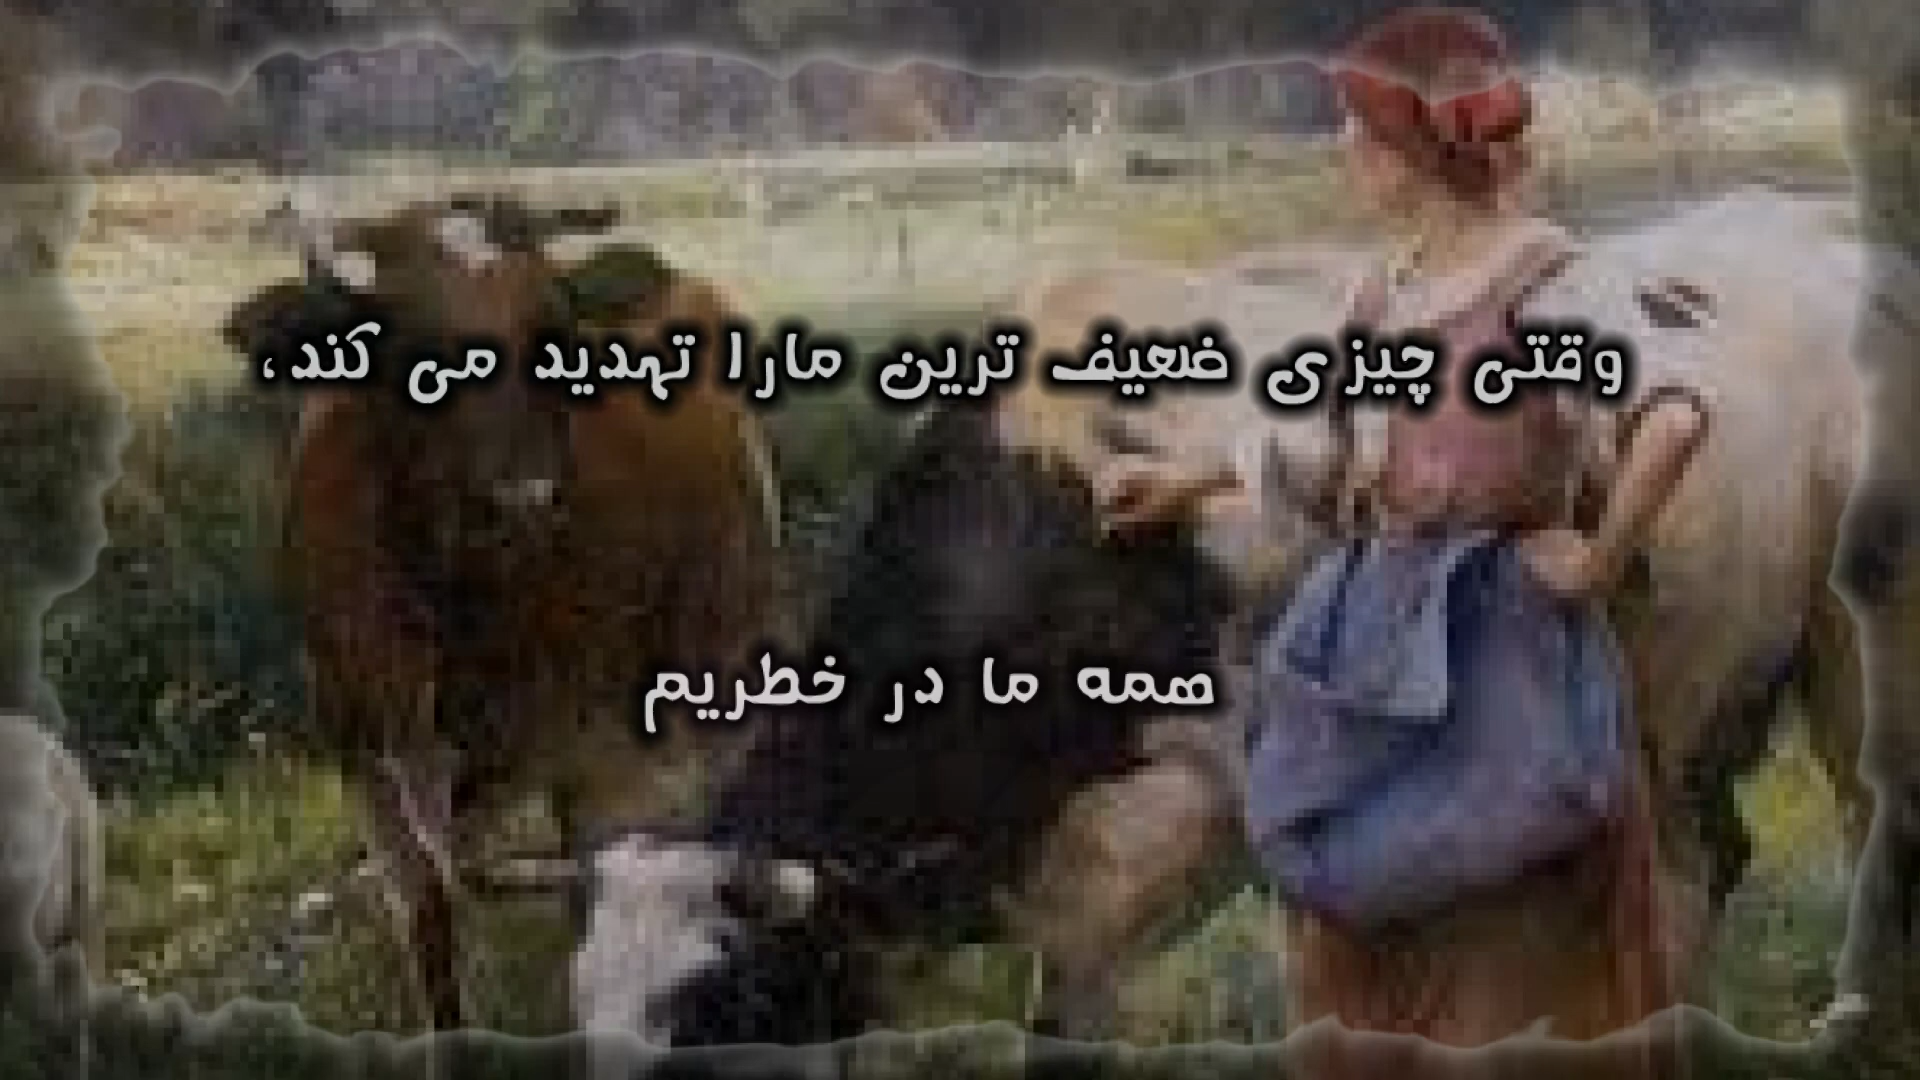 وقتی چیزی ضعیف ترین مارا تهدید می کند،
همه ما در خطریم